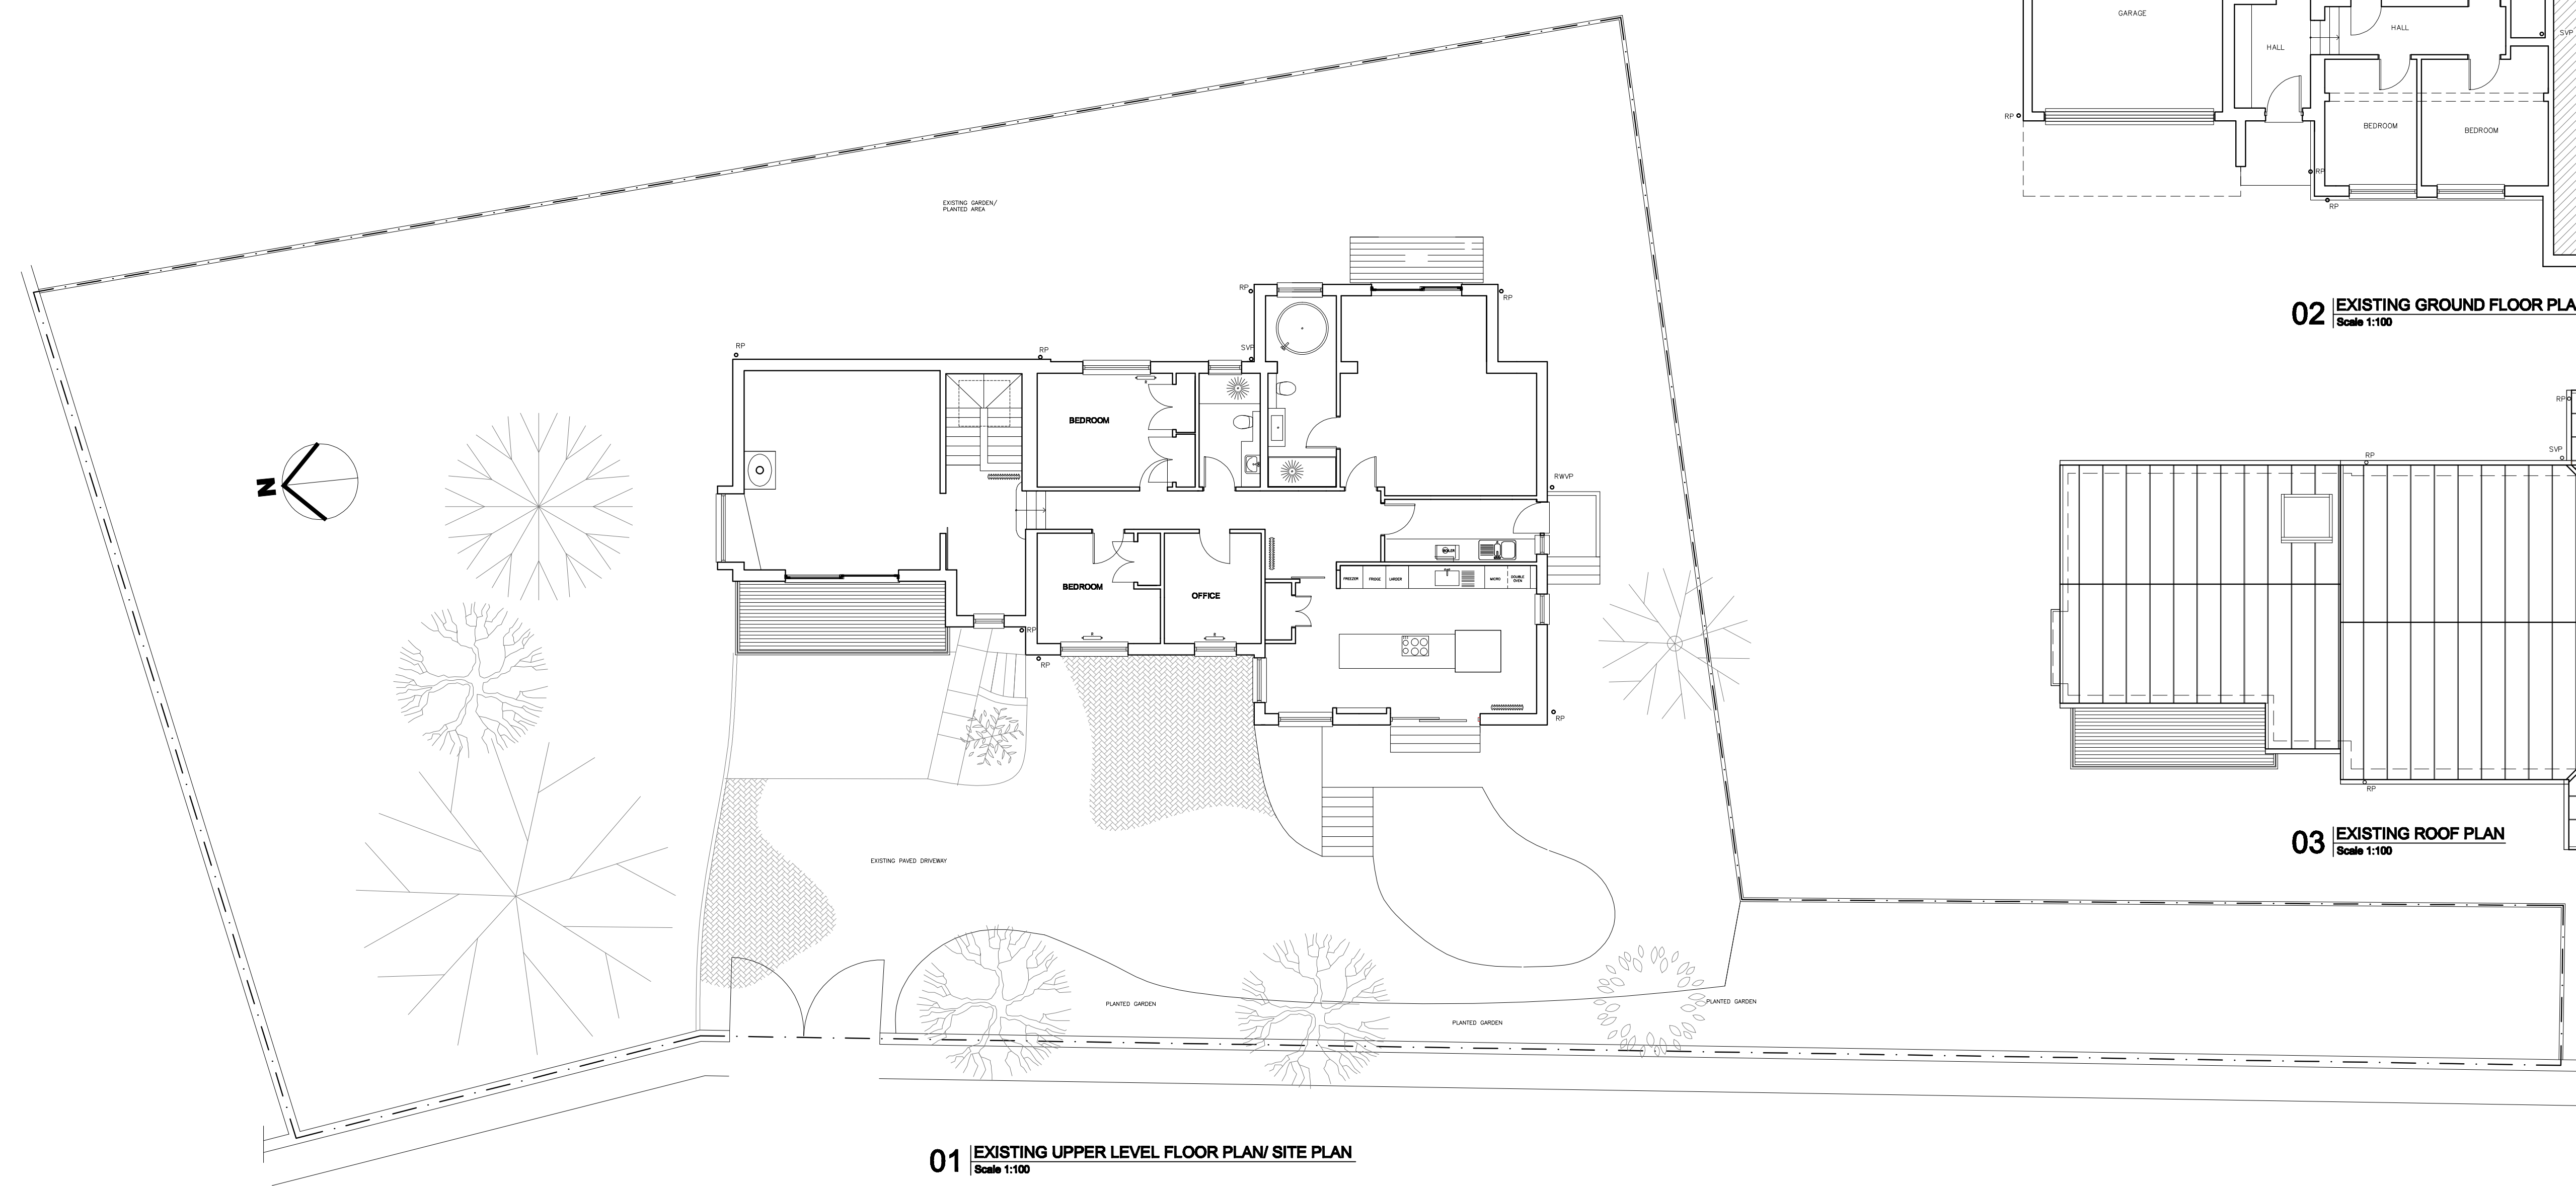 GARAGE
HALL
HALL
SVP
RP
BEDROOM
BEDROOM
RP
RP
02 EXISTING GROUND FLOOR PLA
Scale 1:100
EXISTING GARDEN/
PLANTED AREA
RP
RP
RP
RP
SVP
N
BEDROOM
RWVP
BOILER
BEDROOM
OFFICE
FREEZER
FRIDGE
LARDER
MICRO
DOUBLE
OVEN
RP
RP
RP
EXISTING PAVED DRIVEWAY
PLANTED GARDEN
PLANTED GARDEN
PLANTED GARDEN
01 EXISTING UPPER LEVEL FLOOR PLAN/ SITE PLAN
Scale 1:100
RP
RP
SVP
RP
03 EXISTING ROOF PLAN
Scale 1:100